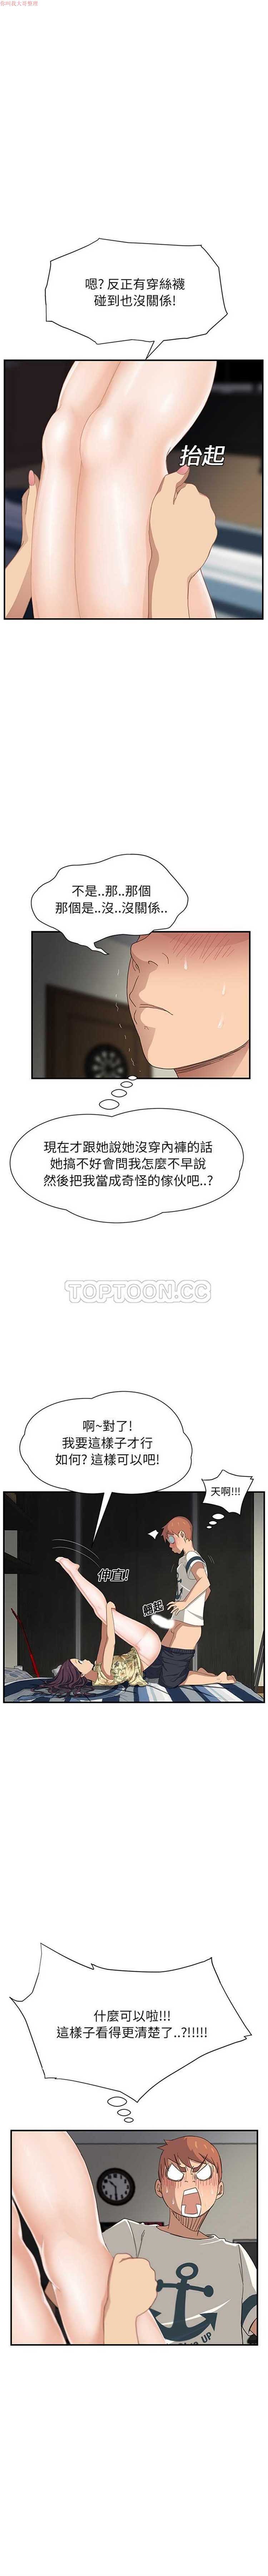 嗯? 反正有穿絲襪
碰到也沒關係!
抬起
不是..那..那個
那個是..沒..沒關係..
現在才跟她說她沒穿內褲的話
她搞不好會問我怎麼不早說
然後把我當成奇怪的傢伙吧..?
TOPTOON.CC
啊~對了!
我要這樣子才行
如何? 這樣可以吧!
天啊!!!
伸直!
翹起
什麼可以啦!!!
這樣子看得更清楚了..?!!!!!
UP